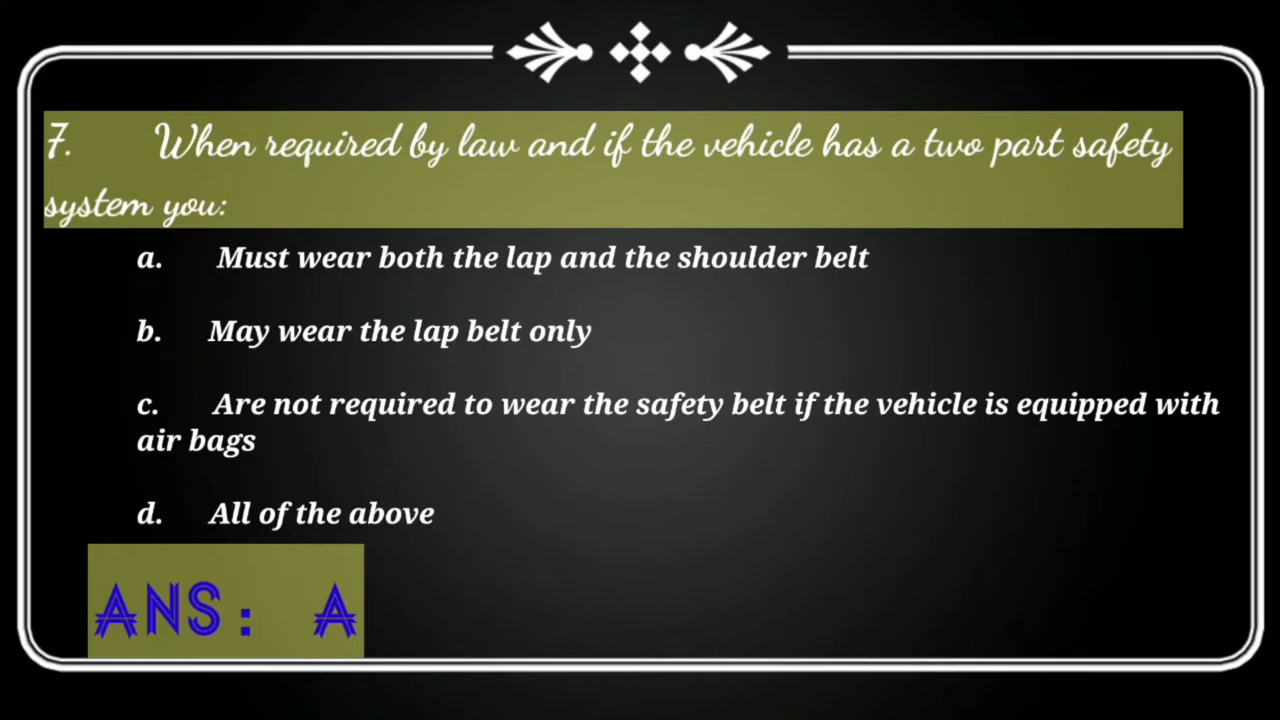 7. When required by law and if the vehicle has a two part safety
system you:
a. Must wear both the lap and the shoulder belt
b. May wear the lap belt only
c. Are not required to wear the safety belt if the vehicle is equipped with
air bags
d. All of the above
ANS: A